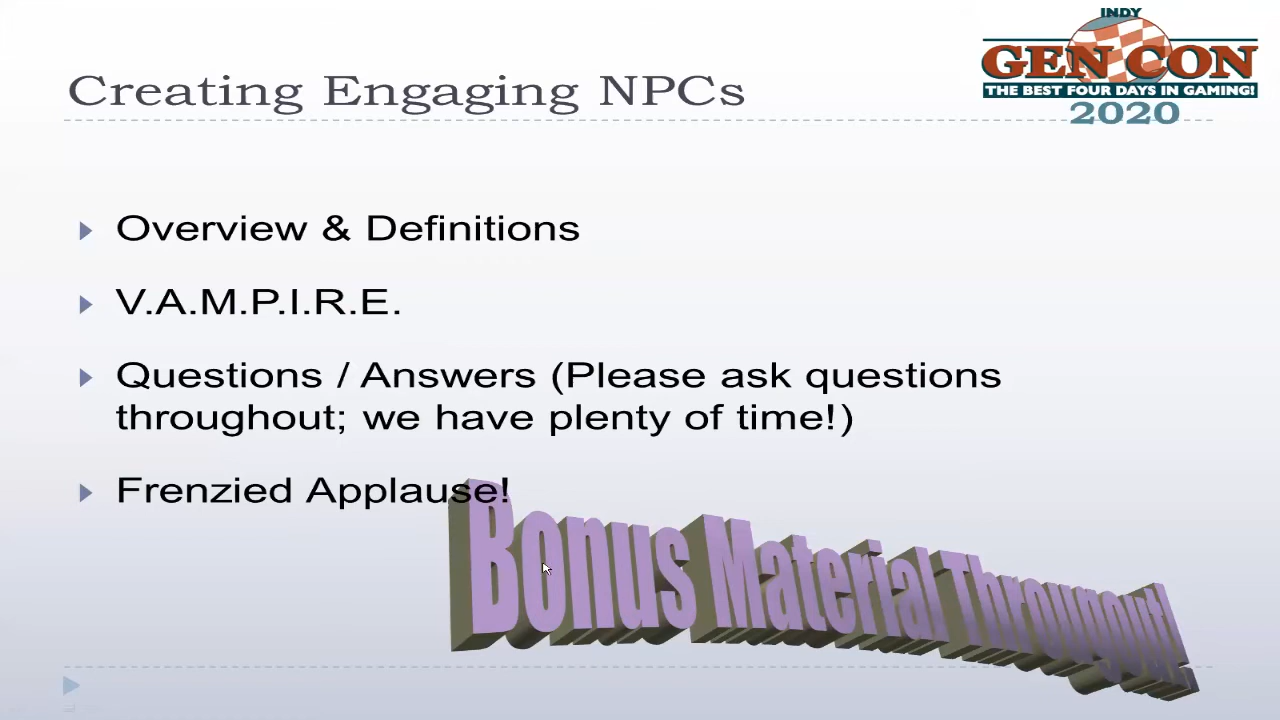 INDY
GEN CON
THE BEST FOUR DAYS IN GAMING!
2020
Creating Engaging NPCs
Overview & Definitions
V.A.M.P.I.R.E.
Questions / Answers (Please ask questions
throughout; we have plenty of time!)
Frenzied Applause!
Bonus Material Througout!